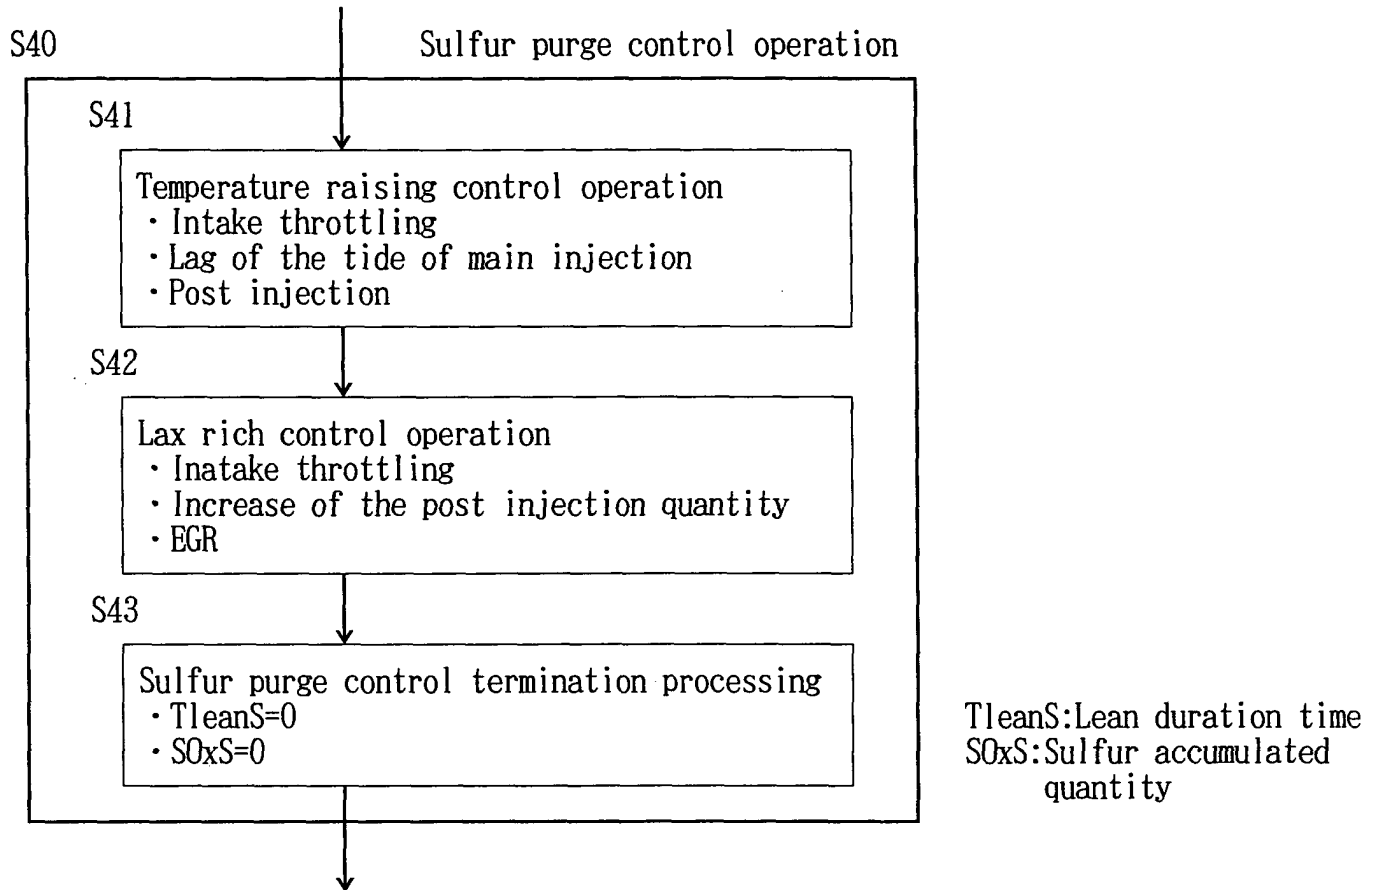 S40
Sulfur purge control operation
S41
Temperature raising control operation
・Intake throttling
・Lag of the tide of main injection
・Post injection
S42
Lax rich control operation
・Inatake throttling
・Increase of the post injection quantity
・EGR
S43
Sulfur purge control termination processing
・TleanS=0
・SOxS=0
TleanS:Lean duration time
SOxS:Sulfur accumulated
quantity